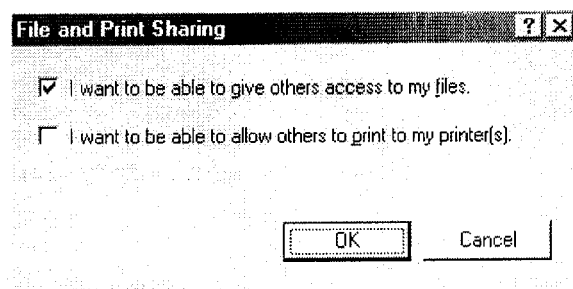 File and Print Sharing
I want to be able to give others access to my files.
I want to be able to allow others to print to my printer(s).
OK Cancel